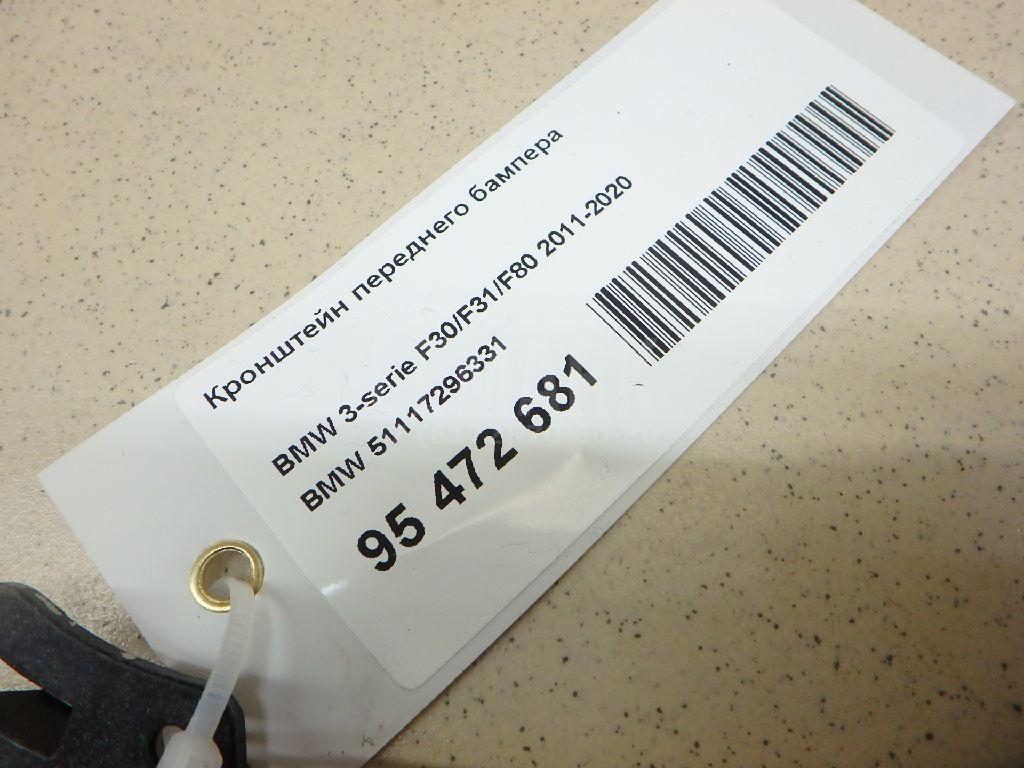 Кронштейн переднего бампера
BMW 3-serie F30/F31/F80 2011-2020
BMW 51117296331
95 472 681